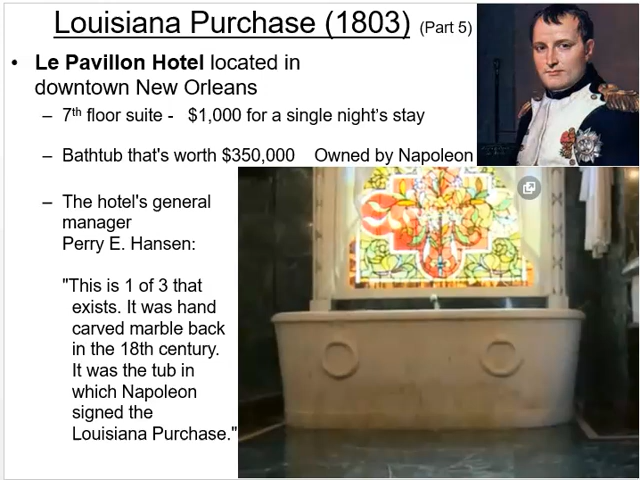 Louisiana Purchase (1803) (Part 5)
• Le Pavillon Hotel located in
downtown New Orleans
– 7th floor suite - $1,000 for a single night's stay
– Bathtub that's worth $350,000 Owned by Napoleon
– The hotel's general
manager
Perry E. Hansen:
"This is 1 of 3 that
exists. It was hand
carved marble back
in the 18th century.
It was the tub in
which Napoleon
signed the
Louisiana Purchase."